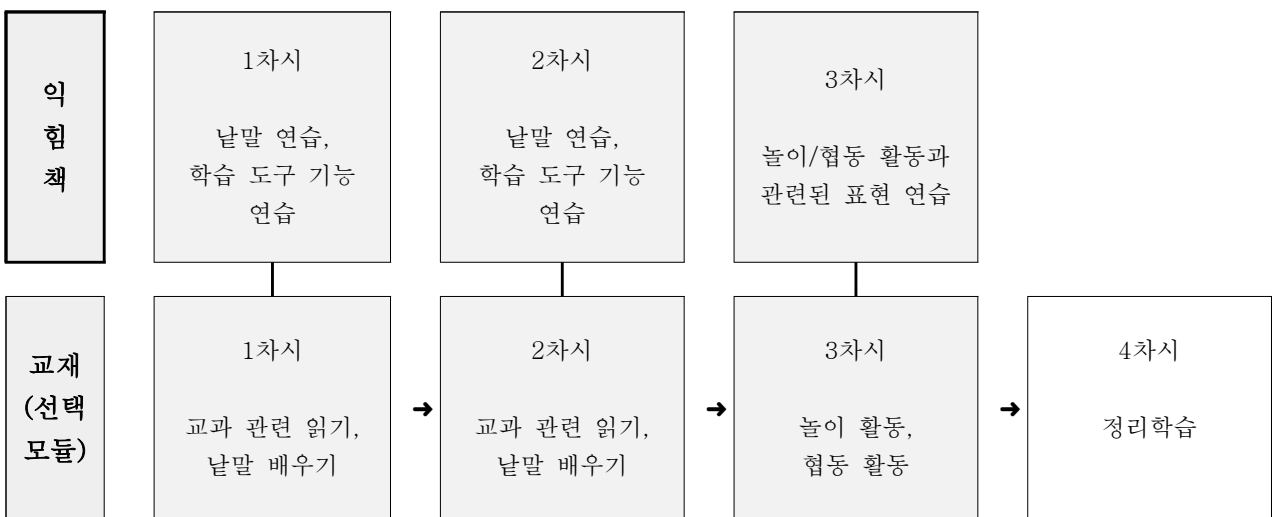 익
힘
책
1차시
낱말 연습,
학습 도구 기능
연습
2차시
낱말 연습,
학습 도구 기능
연습
3차시
놀이/협동 활동과
관련된 표현 연습
교재
(선택
모듈)
1차시
교과 관련 읽기,
낱말 배우기
➜
2차시
교과 관련 읽기,
낱말 배우기
➜
3차시
놀이 활동,
협동 활동
➜
4차시
정리학습